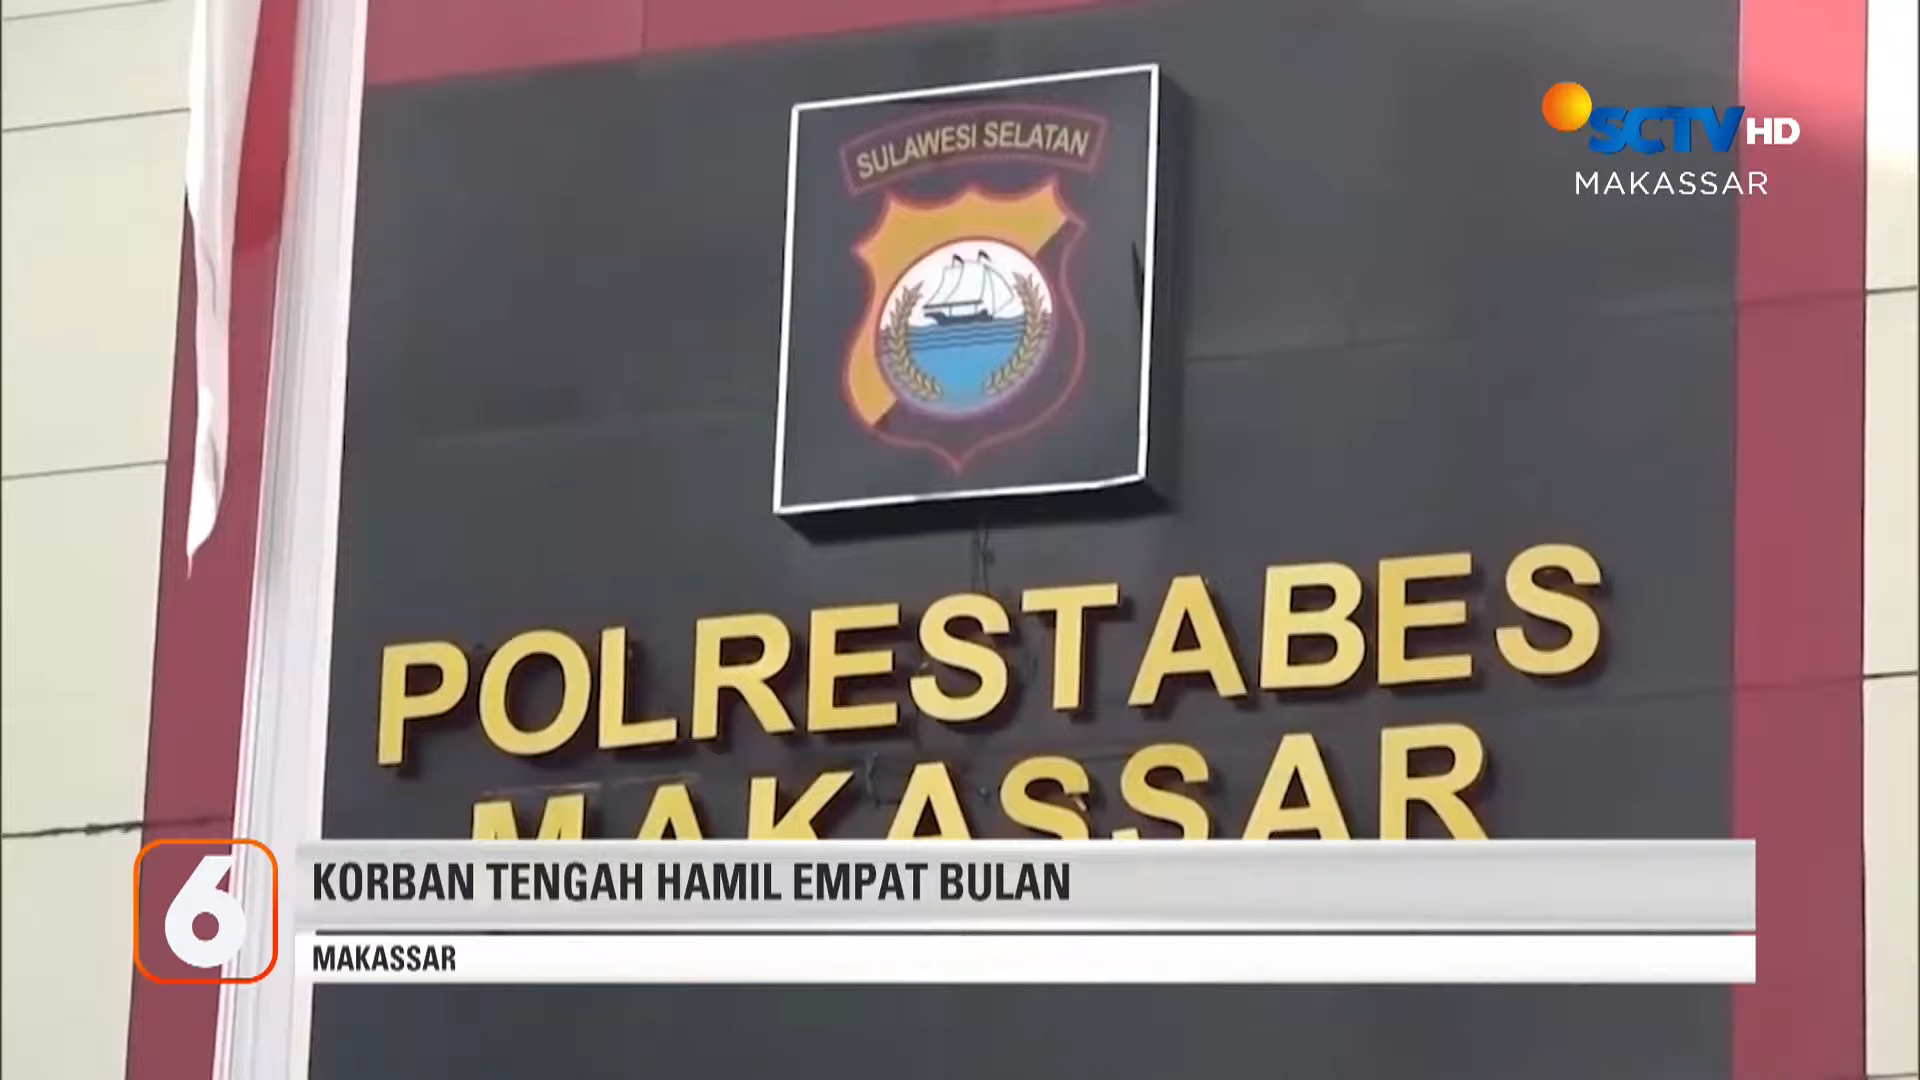 SULAWESI SELATAN
SCTV HD
MAKASSAR
POLRESTABES
MAKASSAR
6
KORBAN TENGAH HAMIL EMPAT BULAN
MAKASSAR